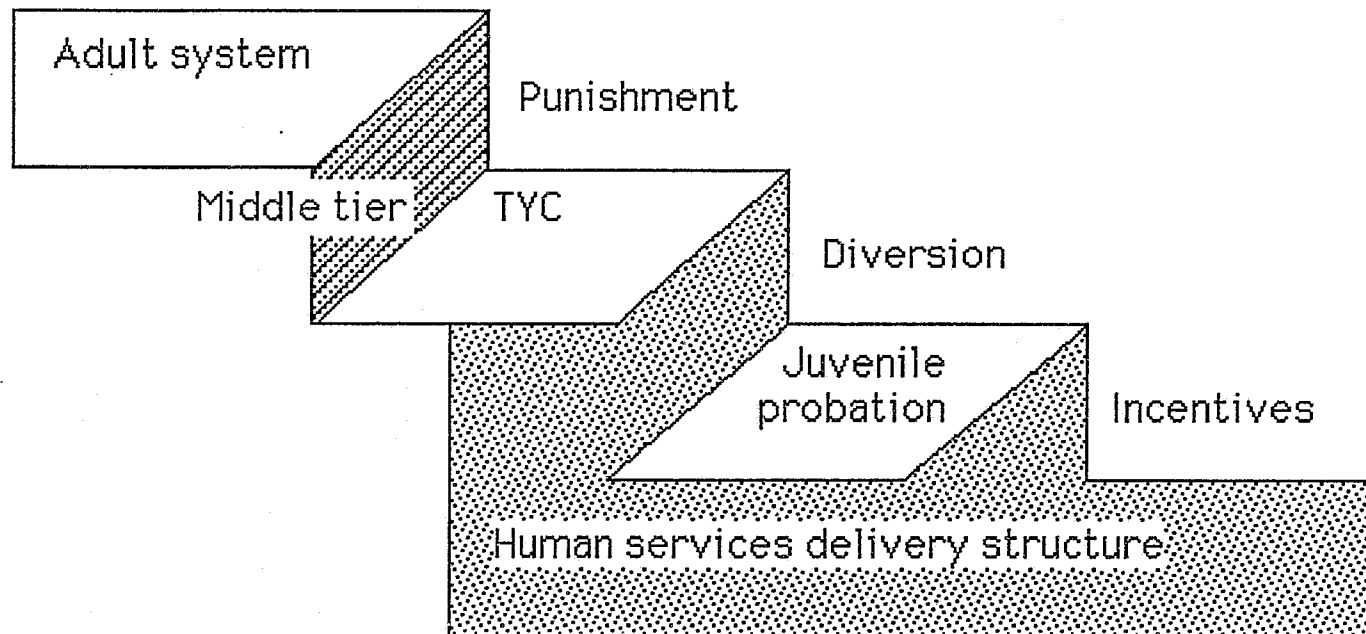 Adult system
Punishment
Middle tier
TYC
Diversion
Juvenile
probation
Incentives
Human services delivery structure